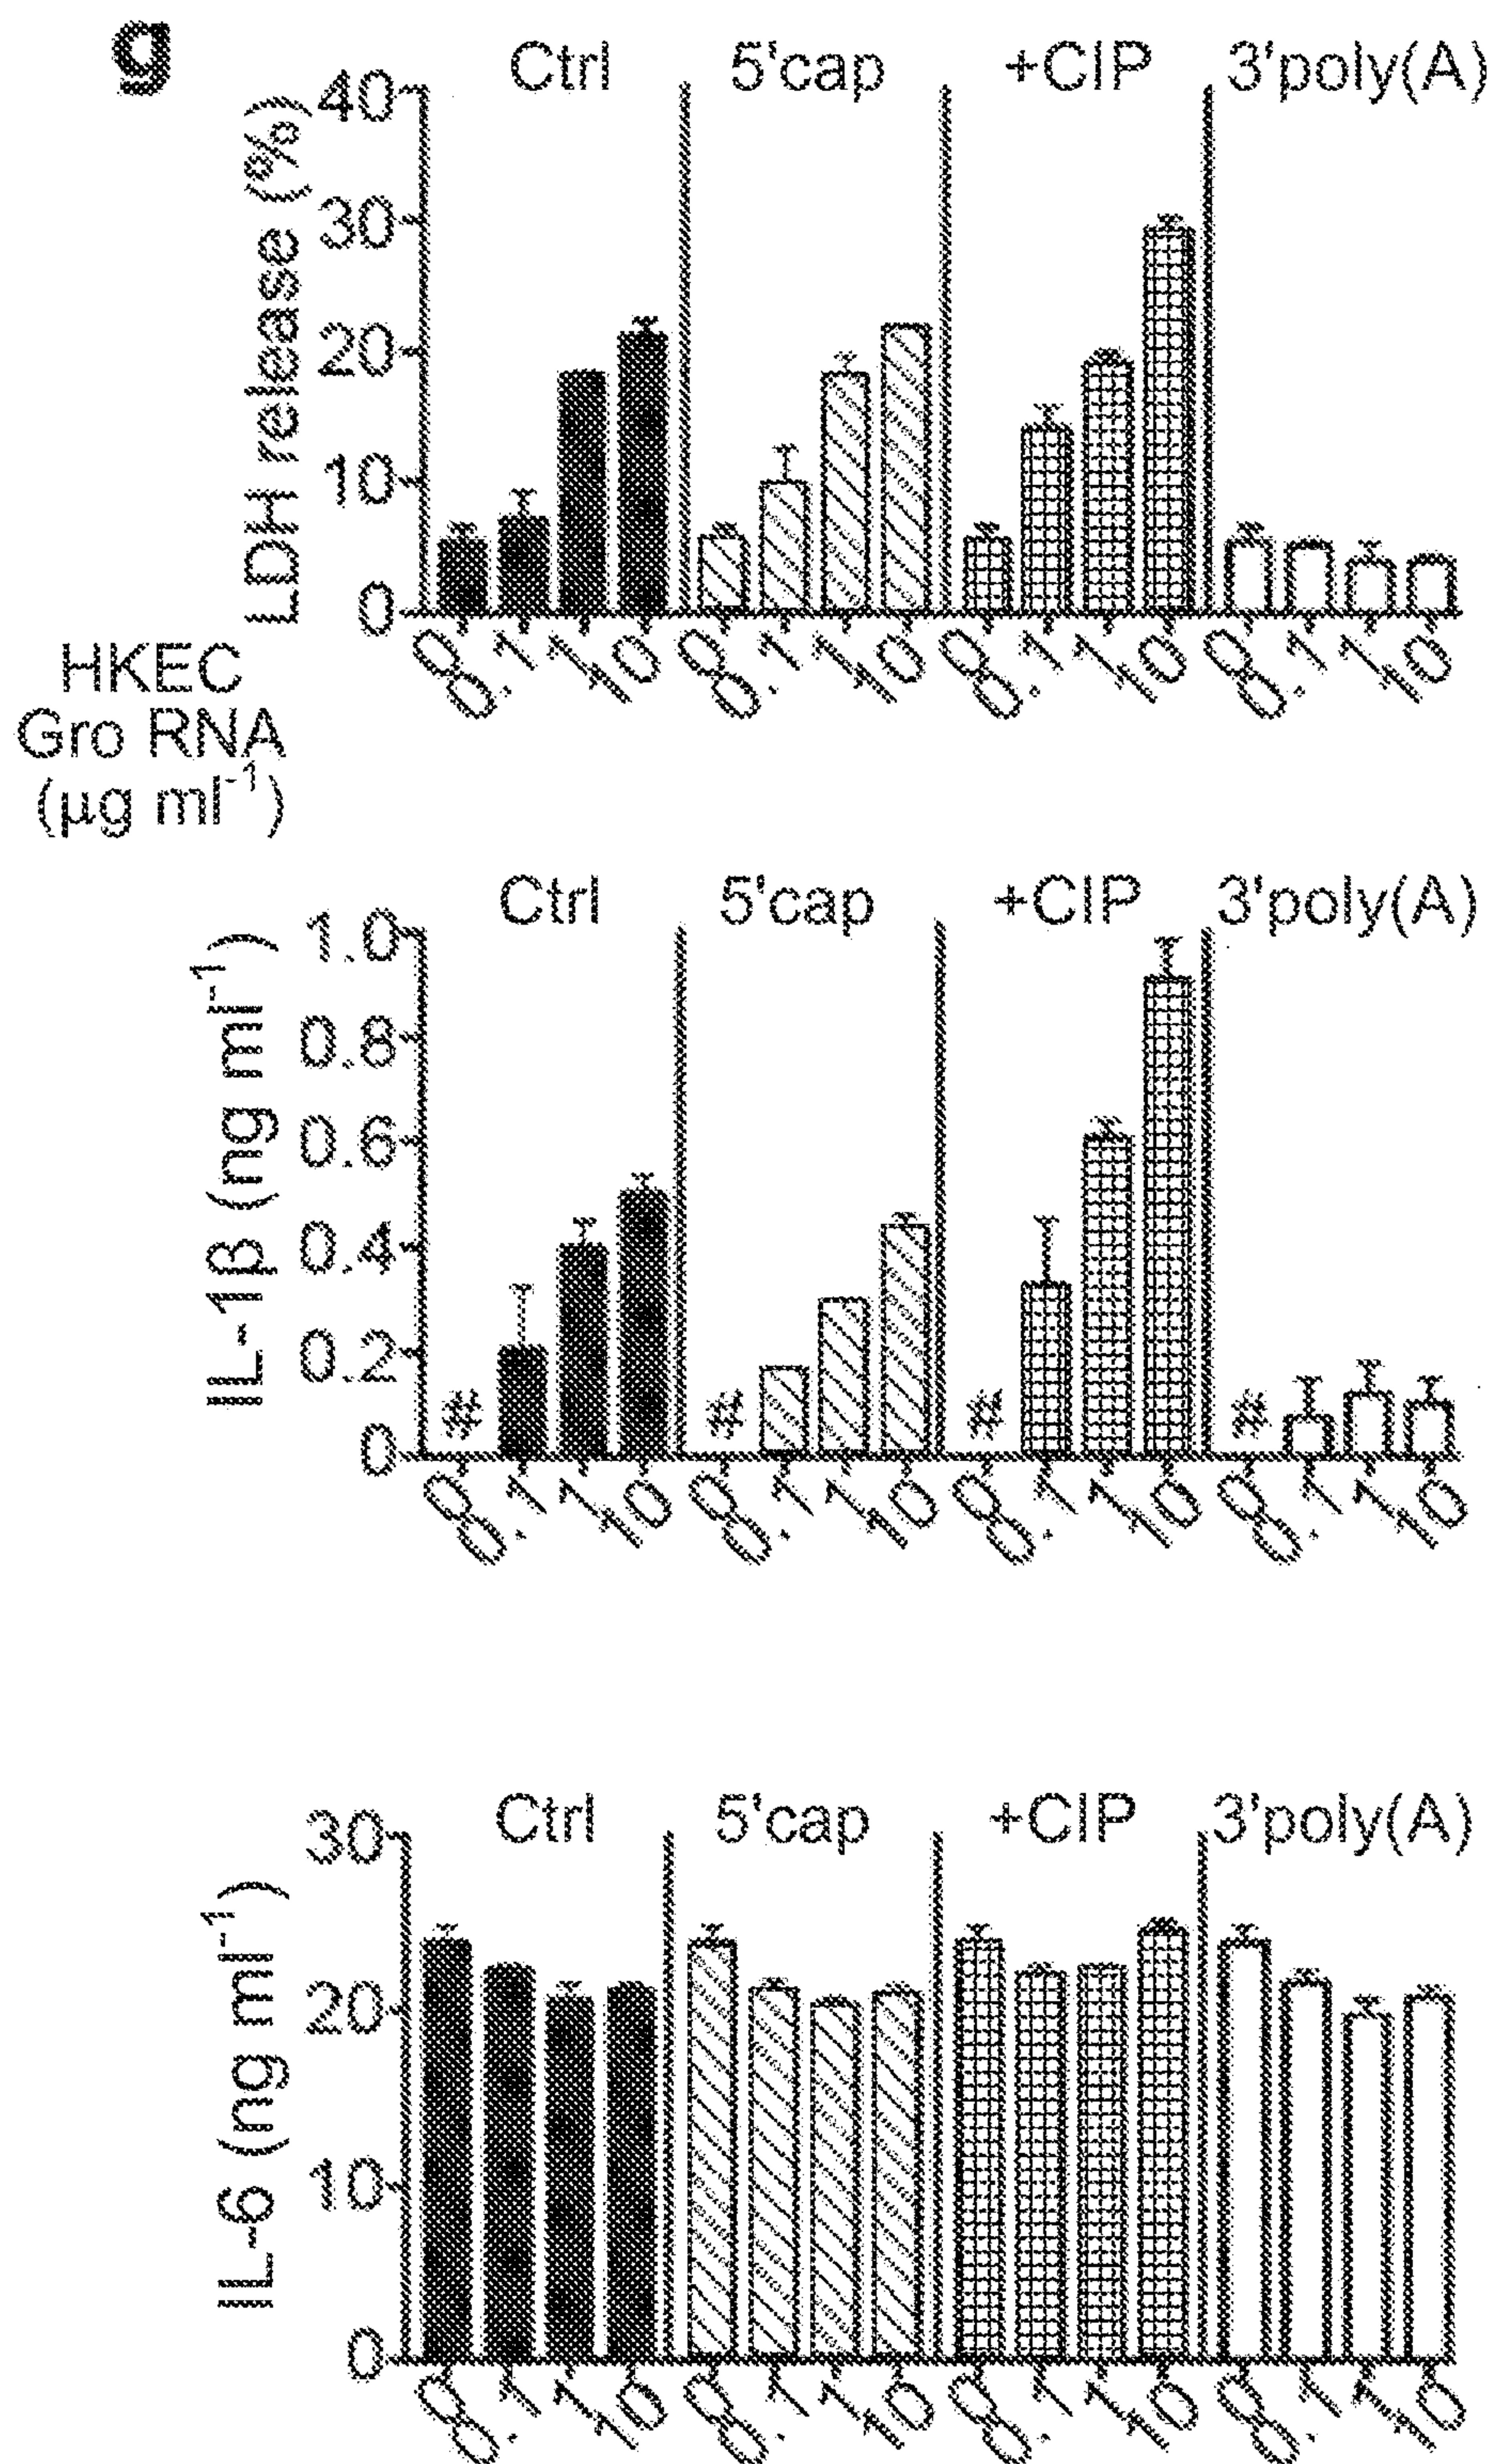 g
Ctrl 5'cap +CIP 3'poly(A)
LDH release (%)
40
30
20
10
0
0 0.1 1 10 0 0.1 1 10 0 0.1 1 10 0 0.1 1 10
HKEC
Gro RNA
(μg ml-1)
Ctrl 5'cap +CIP 3'poly(A)
IL-1β (ng ml-1)
1.0
0.8
0.6
0.4
0.2
0
# # # #
0 0.1 1 10 0 0.1 1 10 0 0.1 1 10 0 0.1 1 10
Ctrl 5'cap +CIP 3'poly(A)
IL-6 (ng ml-1)
30
20
10
0
0 0.1 1 10 0 0.1 1 10 0 0.1 1 10 0 0.1 1 10